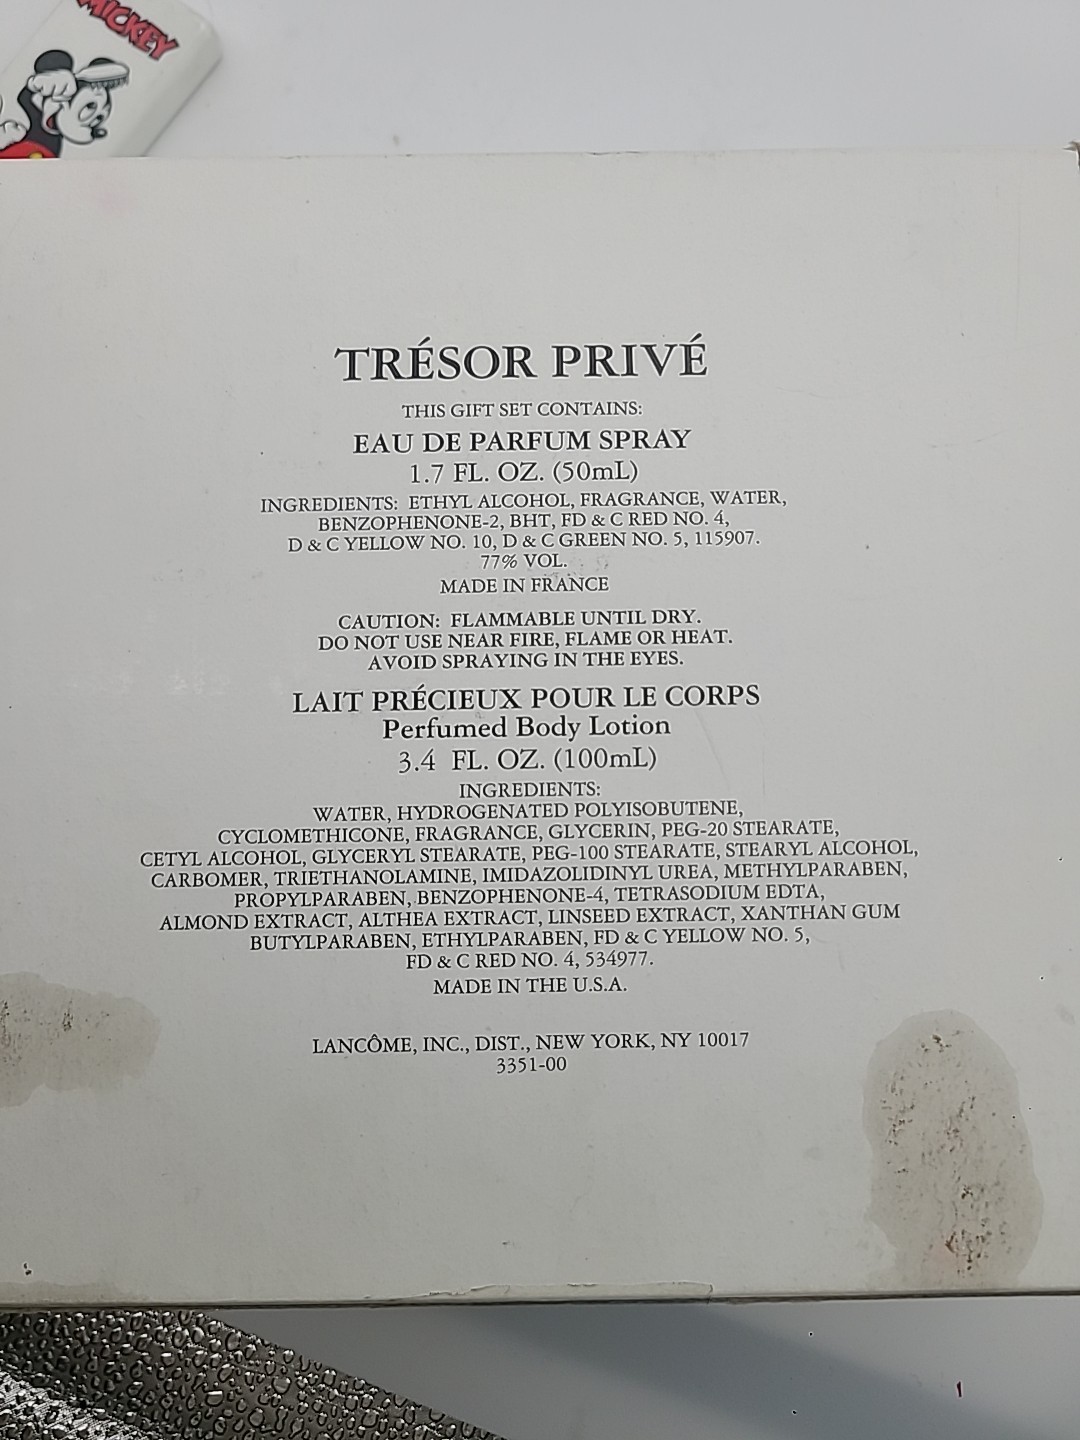 MICKEY
TRÉSOR PRIVÉ
THIS GIFT SET CONTAINS:
EAU DE PARFUM SPRAY
1.7 FL. OZ. (50mL)
INGREDIENTS: ETHYL ALCOHOL, FRAGRANCE, WATER,
BENZOPHENONE-2, BHT, FD & C RED NO. 4,
D & C YELLOW NO. 10, D & C GREEN NO. 5, 115907.
77% VOL.
MADE IN FRANCE
CAUTION: FLAMMABLE UNTIL DRY.
DO NOT USE NEAR FIRE, FLAME OR HEAT.
AVOID SPRAYING IN THE EYES.
LAIT PRÉCIEUX POUR LE CORPS
Perfumed Body Lotion
3.4 FL. OZ. (100mL)
INGREDIENTS:
WATER, HYDROGENATED POLYISOBUTENE,
CYCLOMETHICONE, FRAGRANCE, GLYCERIN, PEG-20 STEARATE,
CETYL ALCOHOL, GLYCERYL STEARATE, PEG-100 STEARATE, STEARYL ALCOHOL,
CARBOMER, TRIETHANOLAMINE, IMIDAZOLIDINYL UREA, METHYLPARABEN,
PROPYLPARABEN, BENZOPHENONE-4, TETRASODIUM EDTA,
ALMOND EXTRACT, ALTHEA EXTRACT, LINSEED EXTRACT, XANTHAN GUM
BUTYLPARABEN, ETHYLPARABEN, FD & C YELLOW NO. 5,
FD & C RED NO. 4, 534977.
MADE IN THE U.S.A.
LANCÔME, INC., DIST., NEW YORK, NY 10017
3351-00